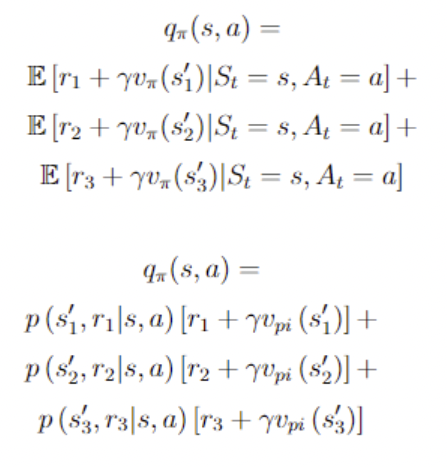 qπ(s, a) =
𝔼 [r₁ + γvπ(s′₁)|Sₜ = s, Aₜ = a] +
𝔼 [r₂ + γvπ(s′₂)|Sₜ = s, Aₜ = a] +
𝔼 [r₃ + γvπ(s′₃)|Sₜ = s, Aₜ = a]
qπ(s, a) =
p (s′₁, r₁|s, a) [r₁ + γvpi (s′₁)] +
p (s′₂, r₂|s, a) [r₂ + γvpi (s′₂)] +
p (s′₃, r₃|s, a) [r₃ + γvpi (s′₃)]